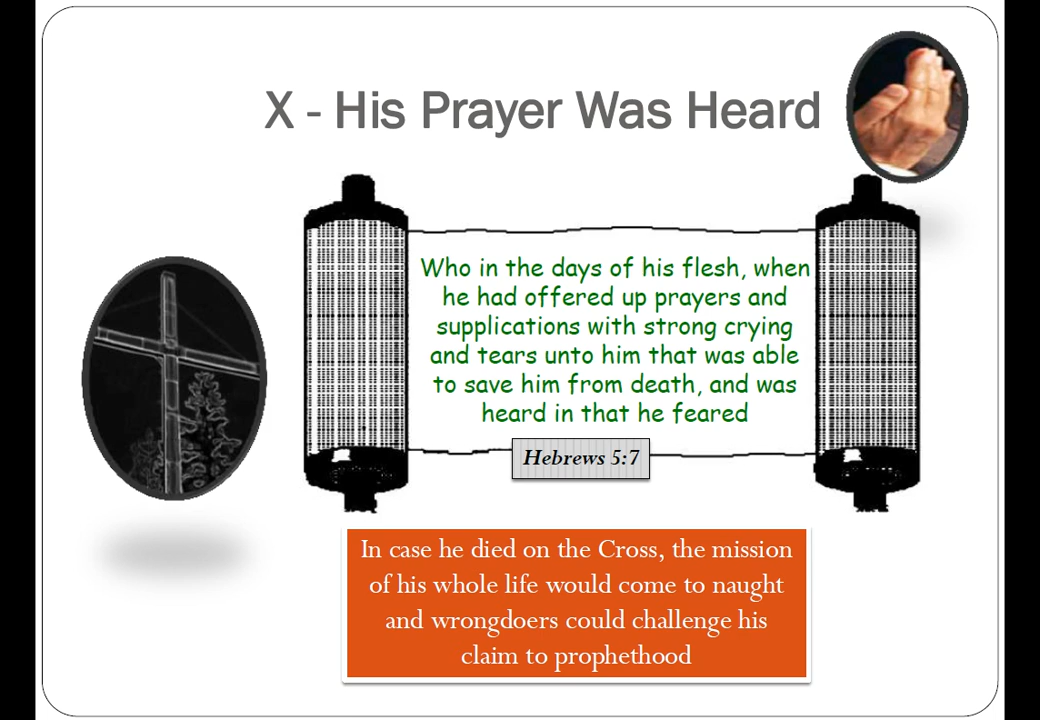 X - His Prayer Was Heard
Who in the days of his flesh, when
he had offered up prayers and
supplications with strong crying
and tears unto him that was able
to save him from death, and was
heard in that he feared
Hebrews 5:7
In case he died on the Cross, the mission
of his whole life would come to naught
and wrongdoers could challenge his
claim to prophethood